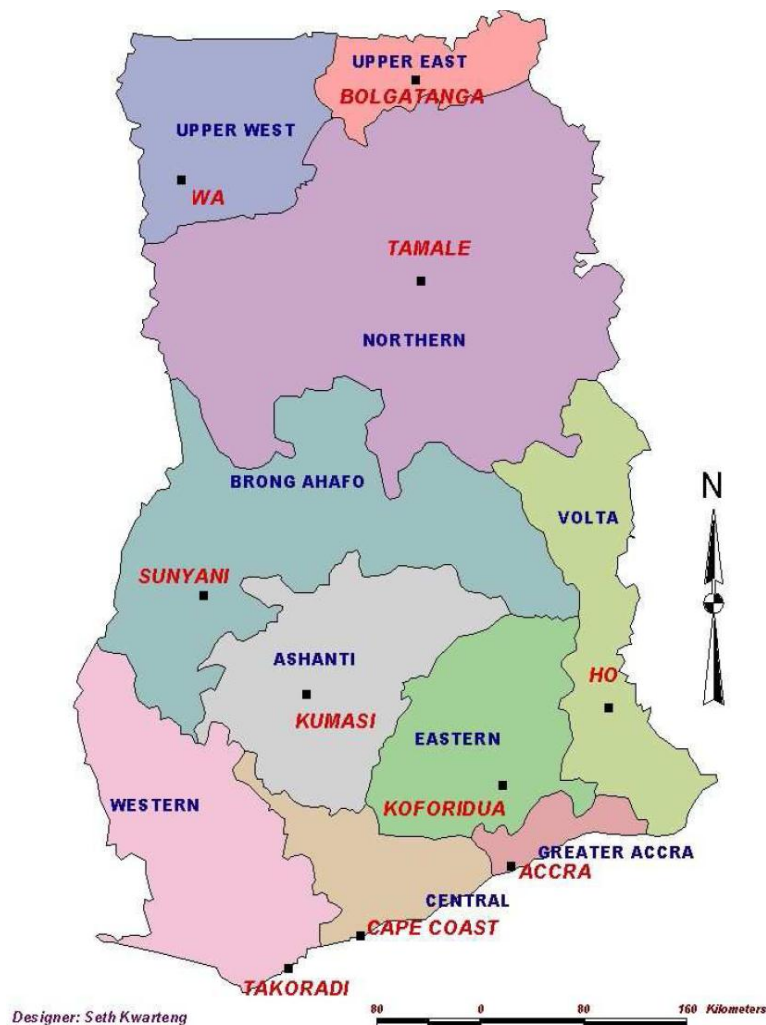 UPPER EAST
BOLGATANGA
UPPER WEST
WA
TAMALE
NORTHERN
BRONG AHAFO
VOLTA
N
SUNYANI
ASHANTI
HO
KUMASI
EASTERN
WESTERN
KOFORIDUA
GREATER ACCRA
ACCRA
CENTRAL
CAPE COAST
TAKORADI
Designer: Seth Kwarteng
80 0 80 160 Kilometers